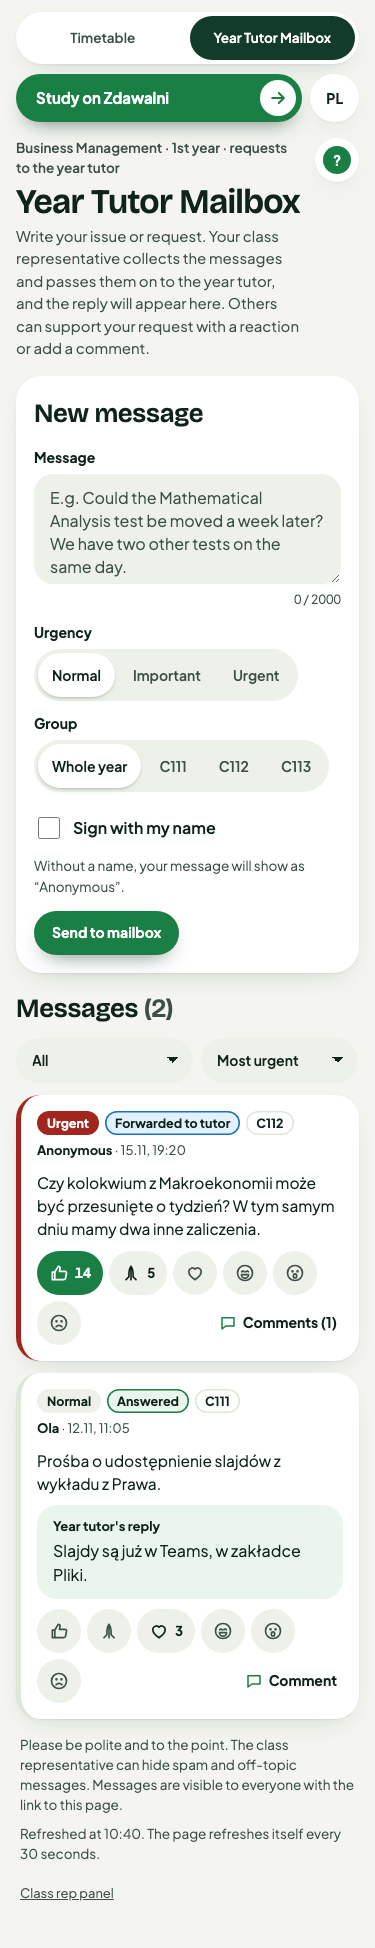 Timetable
Year Tutor Mailbox
Study on Zdawalni
PL
Business Management · 1st year · requests
to the year tutor
?
Year Tutor Mailbox
Write your issue or request. Your class
representative collects the messages
and passes them on to the year tutor,
and the reply will appear here. Others
can support your request with a reaction
or add a comment.
New message
Message
E.g. Could the Mathematical
Analysis test be moved a week later?
We have two other tests on the
same day.
0 / 2000
Urgency
Normal
Important
Urgent
Group
Whole year
C111
C112
C113
Sign with my name
Without a name, your message will show as
“Anonymous”.
Send to mailbox
Messages (2)
All
Most urgent
Urgent
Forwarded to tutor
C112
Anonymous · 15.11, 19:20
Czy kolokwium z Makroekonomii może
być przesunięte o tydzień? W tym samym
dniu mamy dwa inne zaliczenia.
14
5
Comments (1)
Normal
Answered
C111
Ola · 12.11, 11:05
Prośba o udostępnienie slajdów z
wykładu z Prawa.
Year tutor's reply
Slajdy są już w Teams, w zakładce
Pliki.
3
Comment
Please be polite and to the point. The class
representative can hide spam and off-topic
messages. Messages are visible to everyone with the
link to this page.
Refreshed at 10:40. The page refreshes itself every
30 seconds.
Class rep panel